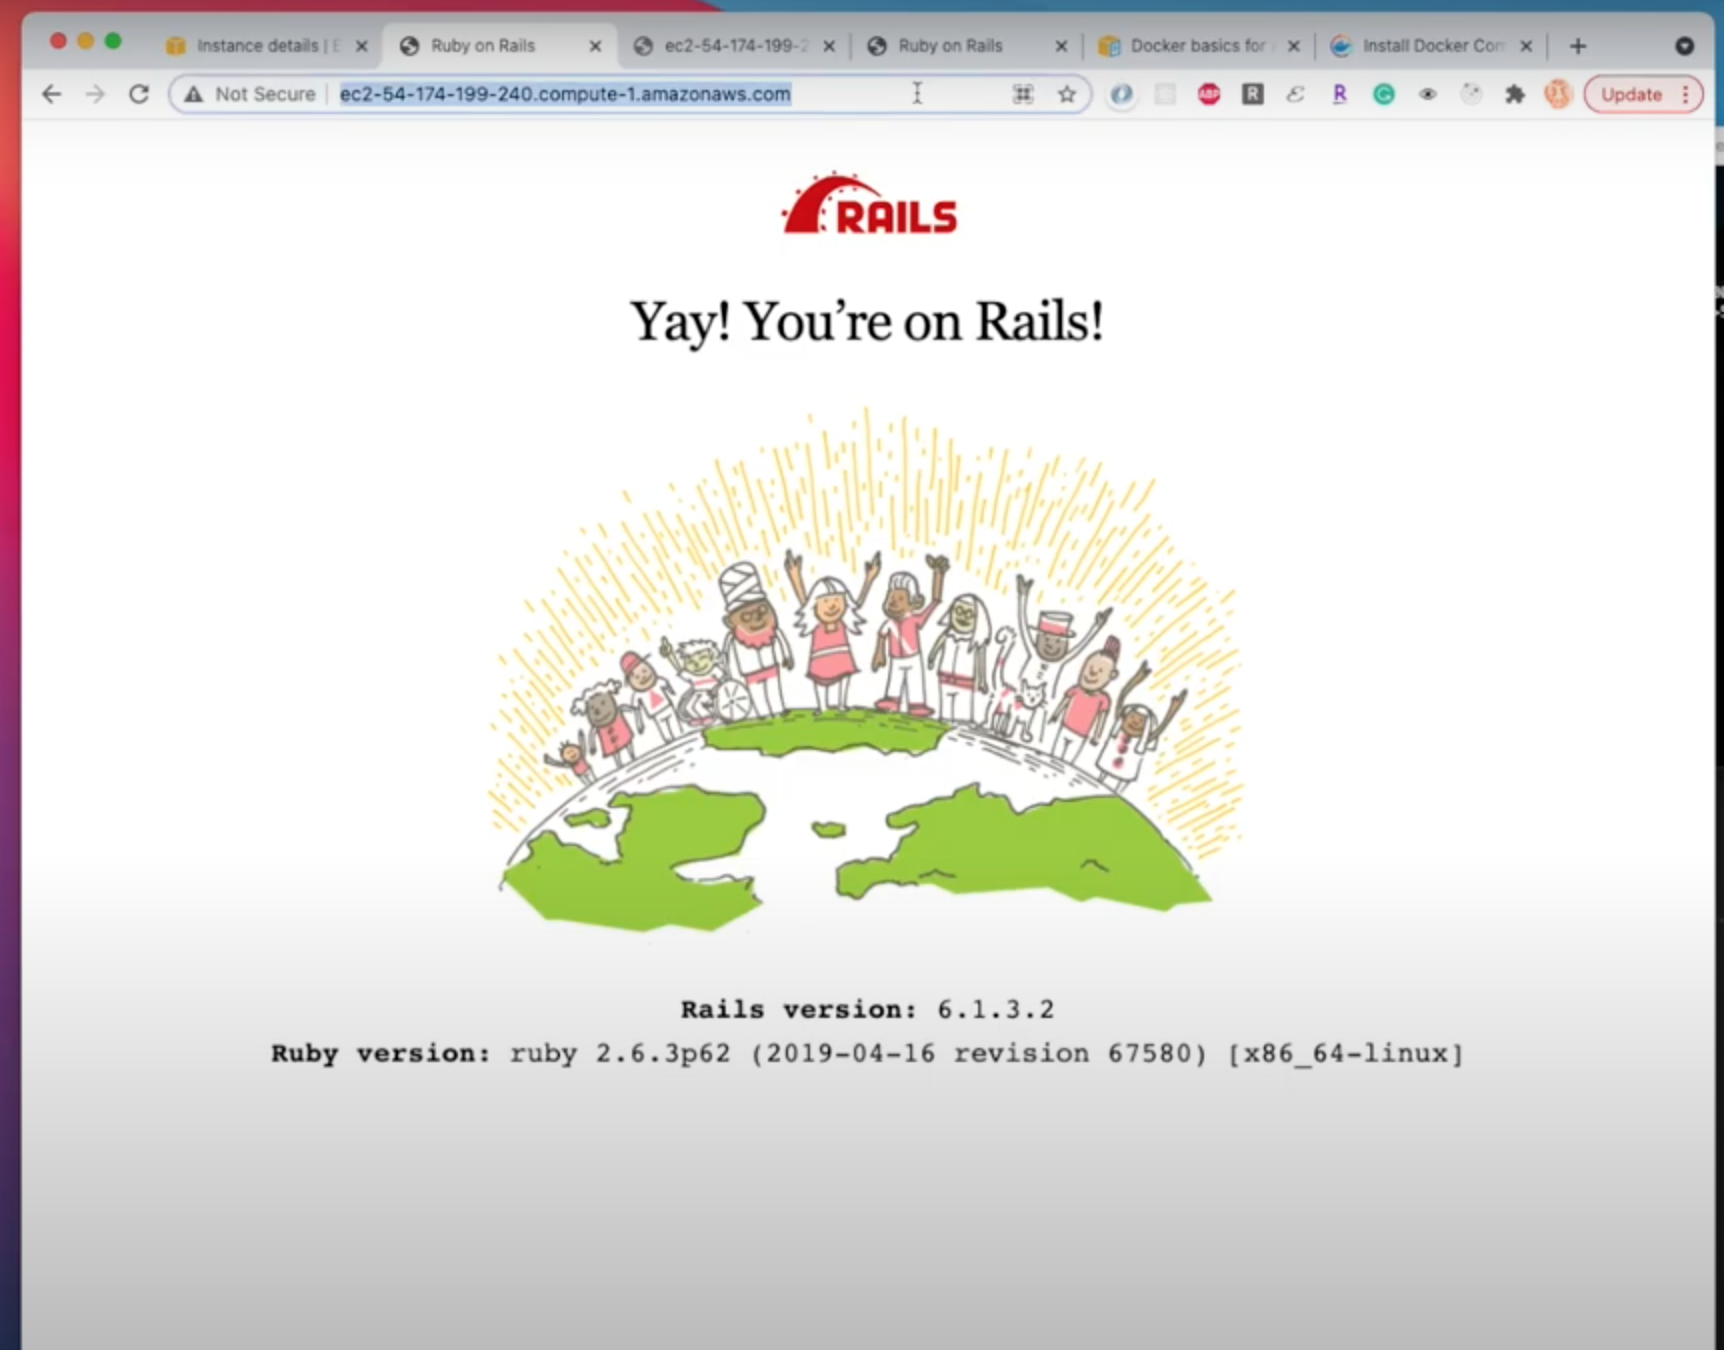 Instance details | E
Ruby on Rails
ec2-54-174-199-2
Ruby on Rails
Docker basics for
Install Docker Com
Not Secure
ec2-54-174-199-240.compute-1.amazonaws.com
ABP
R
R
Update
RAILS
Yay! You’re on Rails!
Rails version: 6.1.3.2
Ruby version: ruby 2.6.3p62 (2019-04-16 revision 67580) [x86_64-linux]